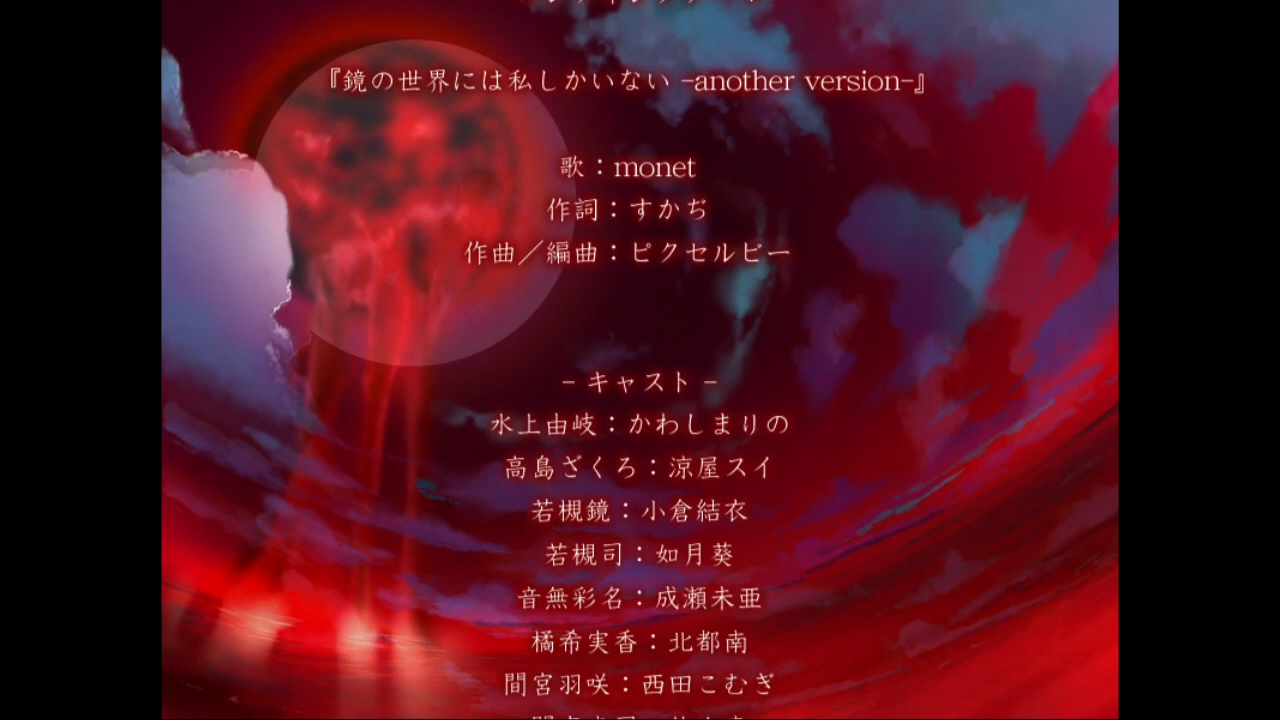 『鏡の世界には私しかいない –another version–』
歌：monet
作詞：すかぢ
作曲／編曲：ピクセルビー
– キャスト –
水上由岐：かわしまりの
高島ざくろ：涼屋スイ
若槻鏡：小倉結衣
若槻司：如月葵
音無彩名：成瀬未亜
橘希実香：北都南
間宮羽咲：西田こむぎ